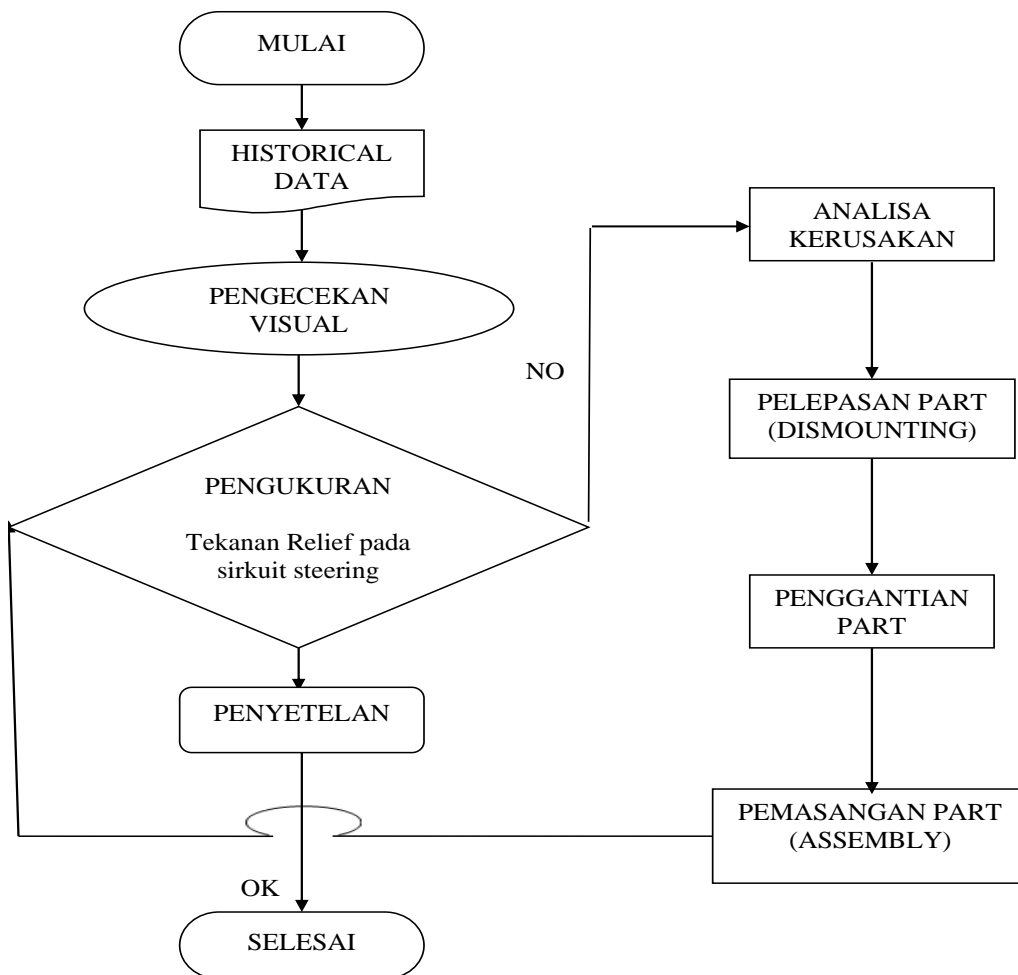 MULAI
HISTORICAL
DATA
PENGECEKAN
VISUAL
NO
PENGUKURAN
Tekanan Relief pada
sirkuit steering
PENYETELAN
OK
SELESAI
ANALISA
KERUSAKAN
PELEPASAN PART
(DISMOUNTING)
PENGGANTIAN
PART
PEMASANGAN PART
(ASSEMBLY)